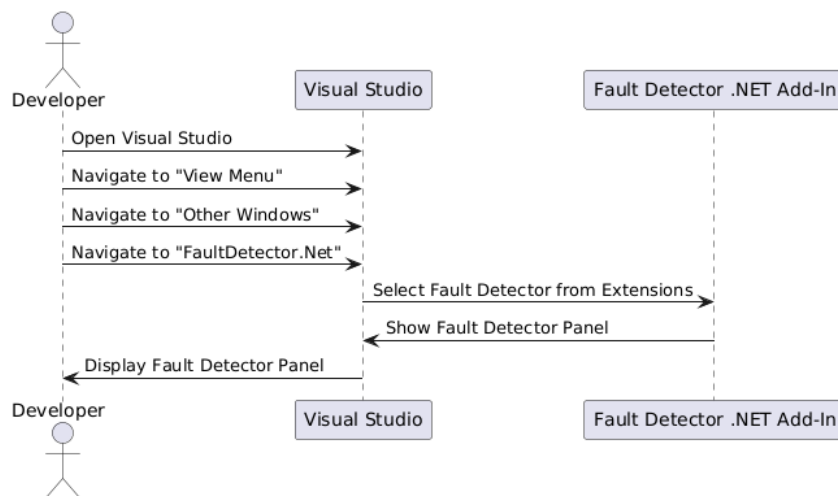 Developer
Visual Studio
Fault Detector .NET Add-In
Open Visual Studio
Navigate to "View Menu"
Navigate to "Other Windows"
Navigate to "FaultDetector.Net"
Select Fault Detector from Extensions
Show Fault Detector Panel
Display Fault Detector Panel
Developer
Visual Studio
Fault Detector .NET Add-In